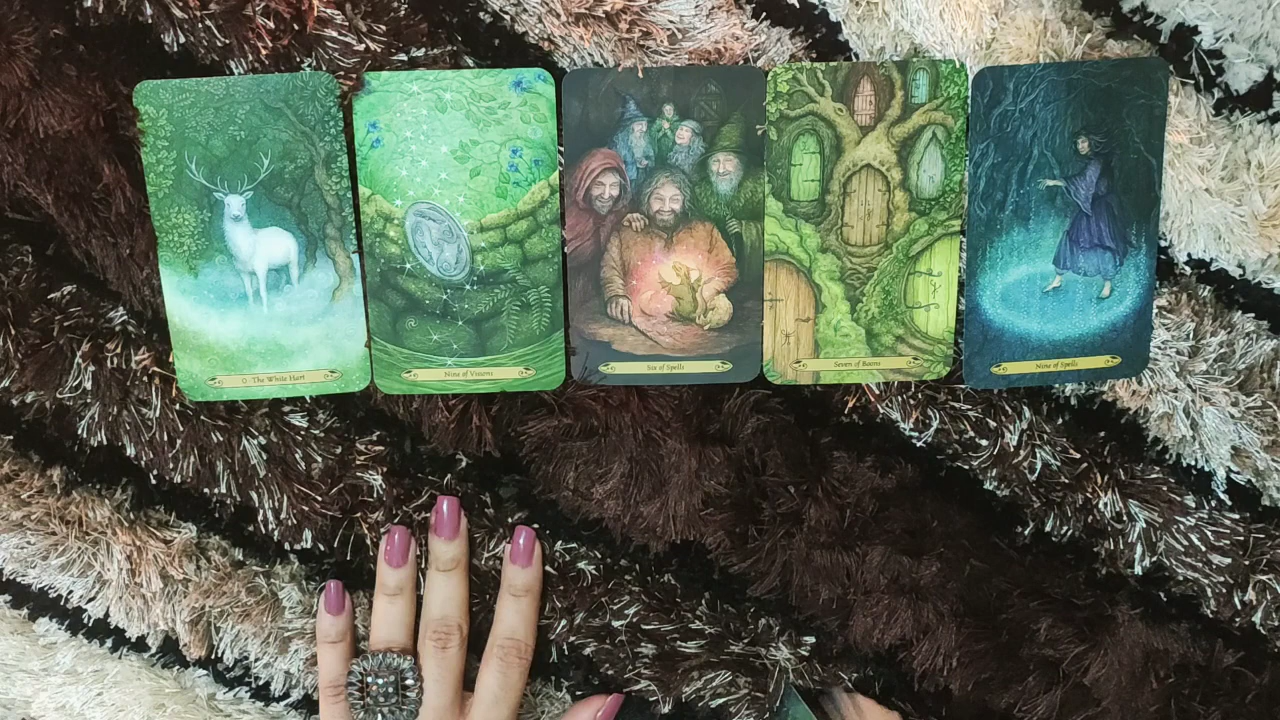 0 The White Hart
Nine of Visions
Six of Spells
Seven of Boons
Nine of Spells